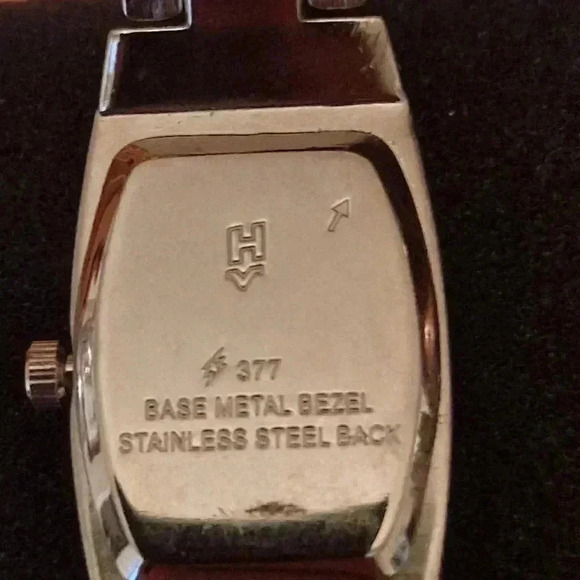 H
V
377
BASE METAL BEZEL
STAINLESS STEEL BACK